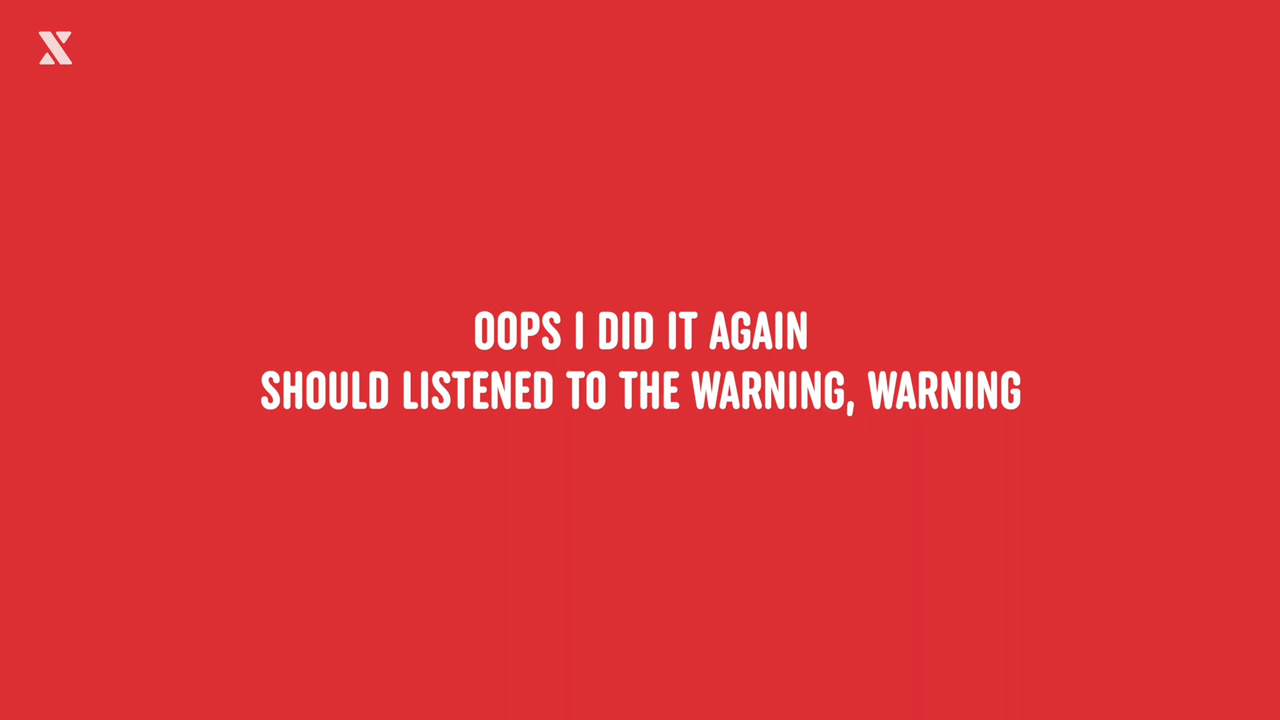 OOPS I DID IT AGAIN
SHOULD LISTENED TO THE WARNING, WARNING